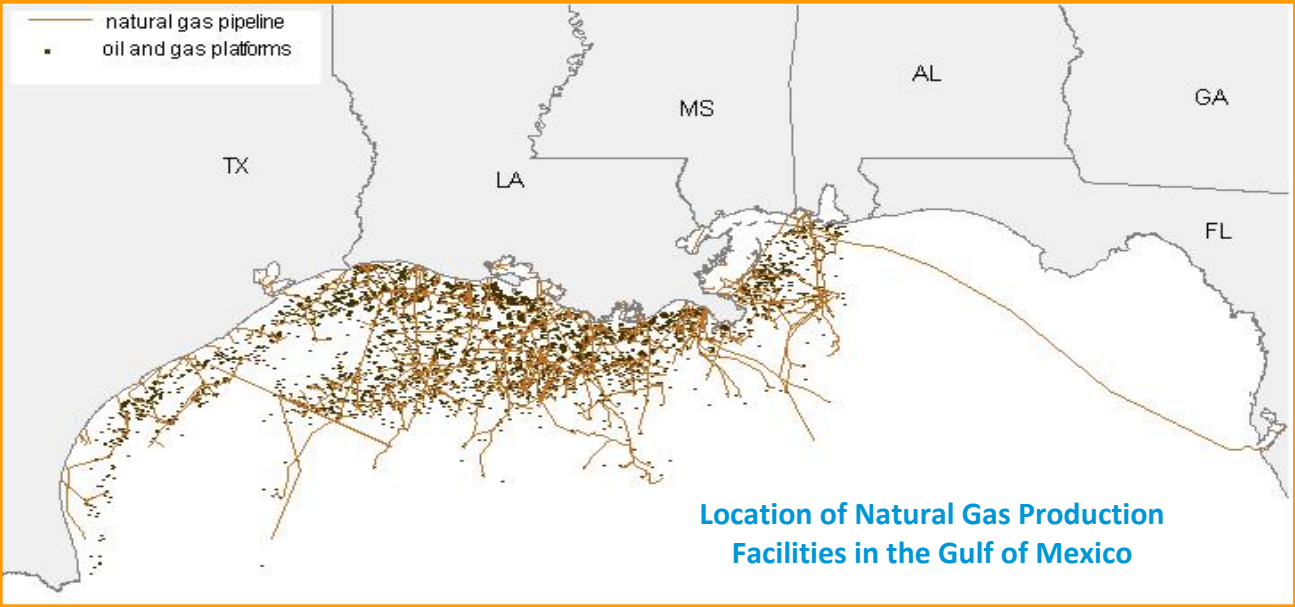 natural gas pipeline
oil and gas platforms
AL
GA
MS
TX
LA
FL
Location of Natural Gas Production
Facilities in the Gulf of Mexico